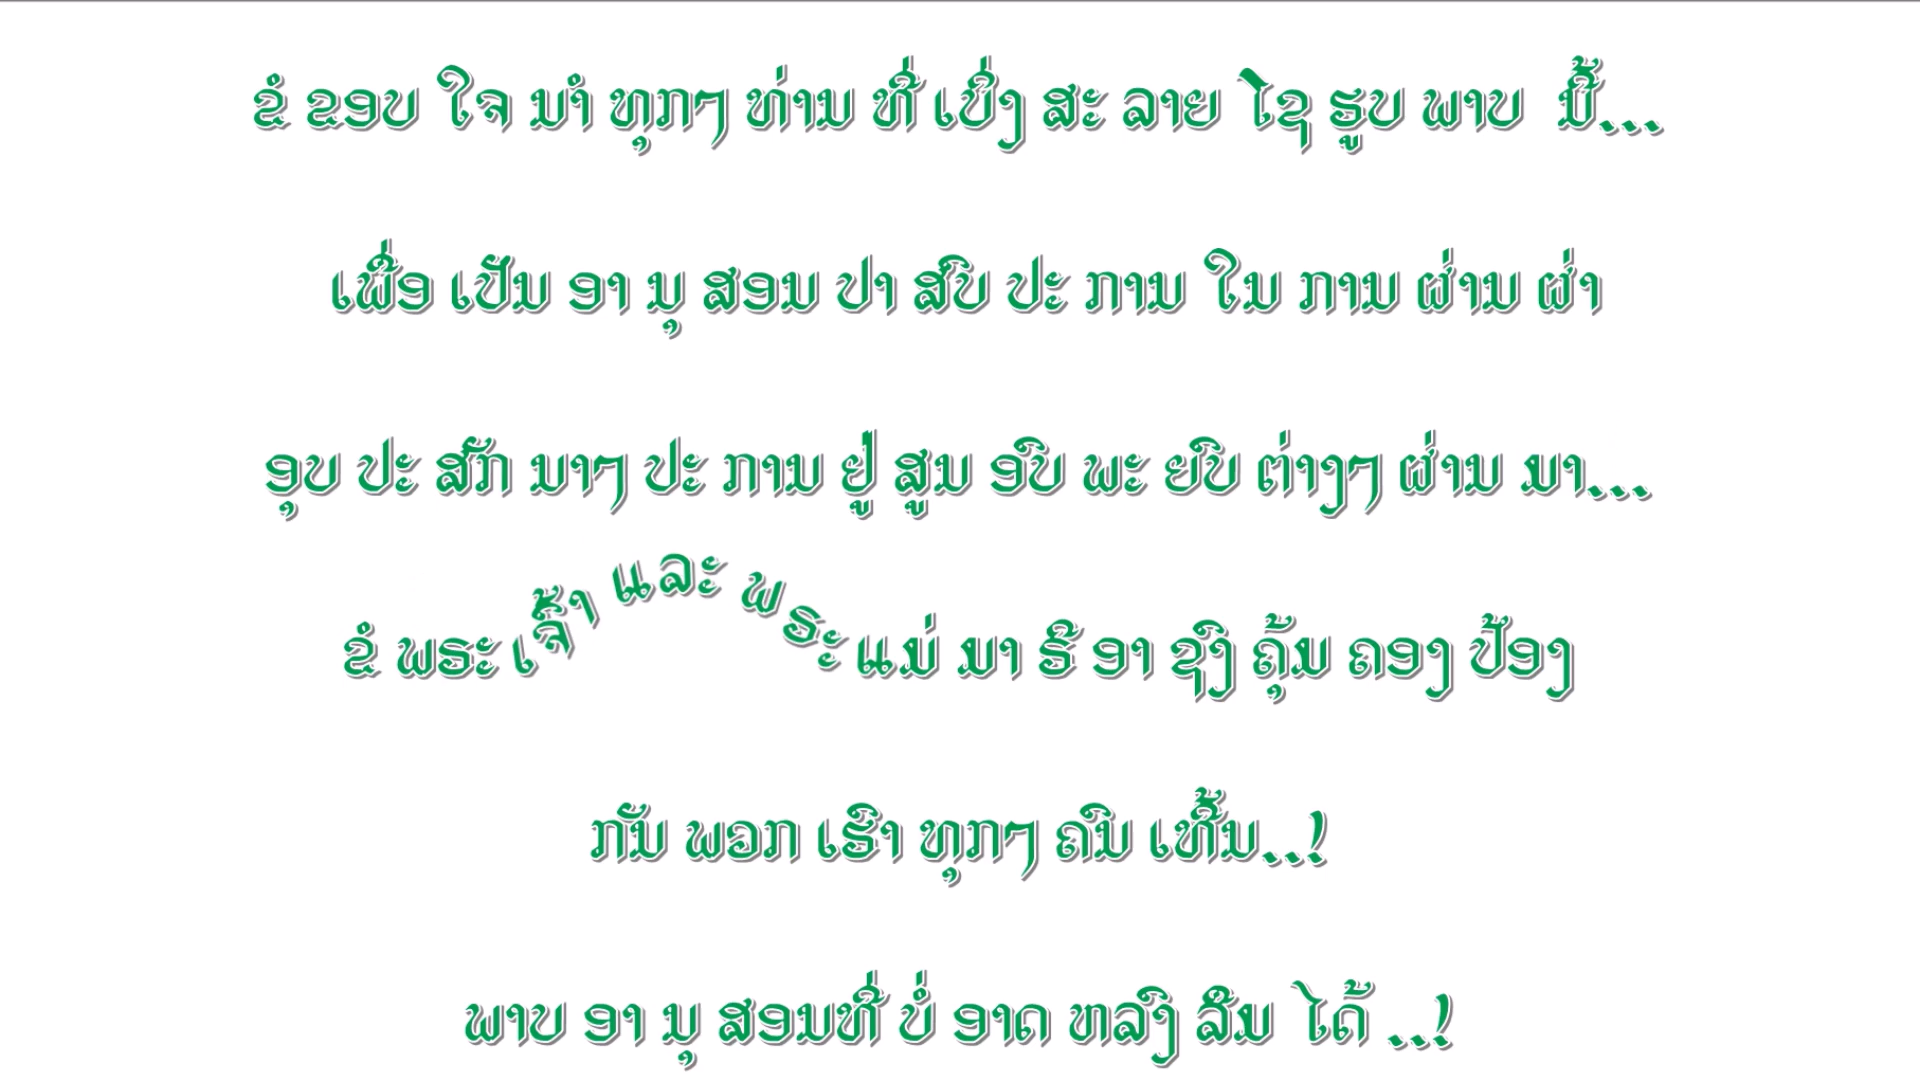 ຂໍ ຂອບ ໃຈ ນຳ ທຸກໆ ທ່ານ ທີ່ ເບິ່ງ ສະ ລາຍ ໂຊ ຮູບ ພາບ ນີ້...
ເພື່ອ ເປັນ ອາ ນຸ ສອນ ປາ ສົບ ປະ ການ ໃນ ການ ຜ່ານ ຜ່າ
ອຸບ ປະ ສັກ ນາໆ ປະ ການ ຢູ່ ສູນ ອົບ ພະ ຍົບ ຕ່າງໆ ຜ່ານ ມາ...
ຂໍ ພຣະ ເຈົ້າ ແລະ ພຣະ ແມ່ ມາ ຣີ ອາ ຊົງ ຄຸ້ມ ຄອງ ປ້ອງ
ກັນ ພວກ ເຮົາ ທຸກໆ ຄົນ ເທີ້ນ..!
ພາບ ອາ ນຸ ສອນທີ່ ບໍ່ ອາດ ຫລົງ ລືມ ໄດ້ ..!